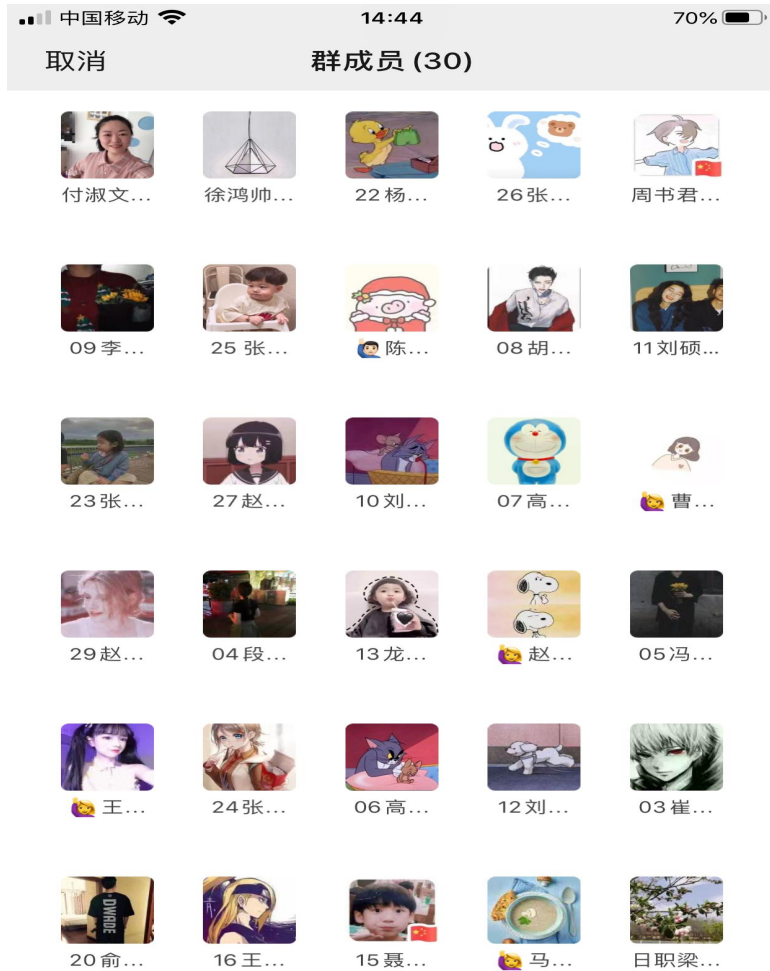 中国移动 14:44 70%
取消 群成员 (30)
付淑文... 徐鸿帅... 22杨... 26张... 周书君...
09李... 25 张... 🙋🏻‍♂️陈... 08胡... 11刘硕...
23张... 27赵... 10刘... 07高... 🙋‍♀️曹...
29赵... 04段... 13龙... 🙋‍♀️赵... 05冯...
🙋‍♀️王... 24张... 06高... 12刘... 03崔...
DWADE
20俞... 16王... 15聂... 🙋‍♀️马... 日职梁...